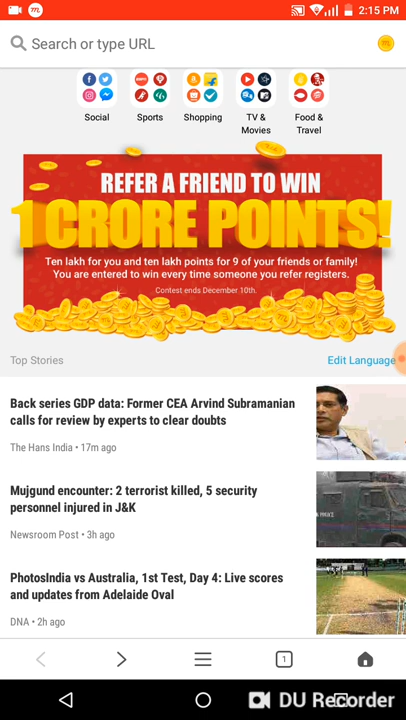 2:15 PM
Search or type URL
Social
Sports
Shopping
TV &
Movies
Food &
Travel
REFER A FRIEND TO WIN
1 CRORE POINTS!
Ten lakh for you and ten lakh points for 9 of your friends or family!
You are entered to win every time someone you refer registers.
Contest ends December 10th.
Top Stories
Edit Language
Back series GDP data: Former CEA Arvind Subramanian
calls for review by experts to clear doubts
The Hans India • 17m ago
Mujgund encounter: 2 terrorist killed, 5 security
personnel injured in J&K
Newsroom Post • 3h ago
PhotosIndia vs Australia, 1st Test, Day 4: Live scores
and updates from Adelaide Oval
DNA • 2h ago
1
DU Recorder